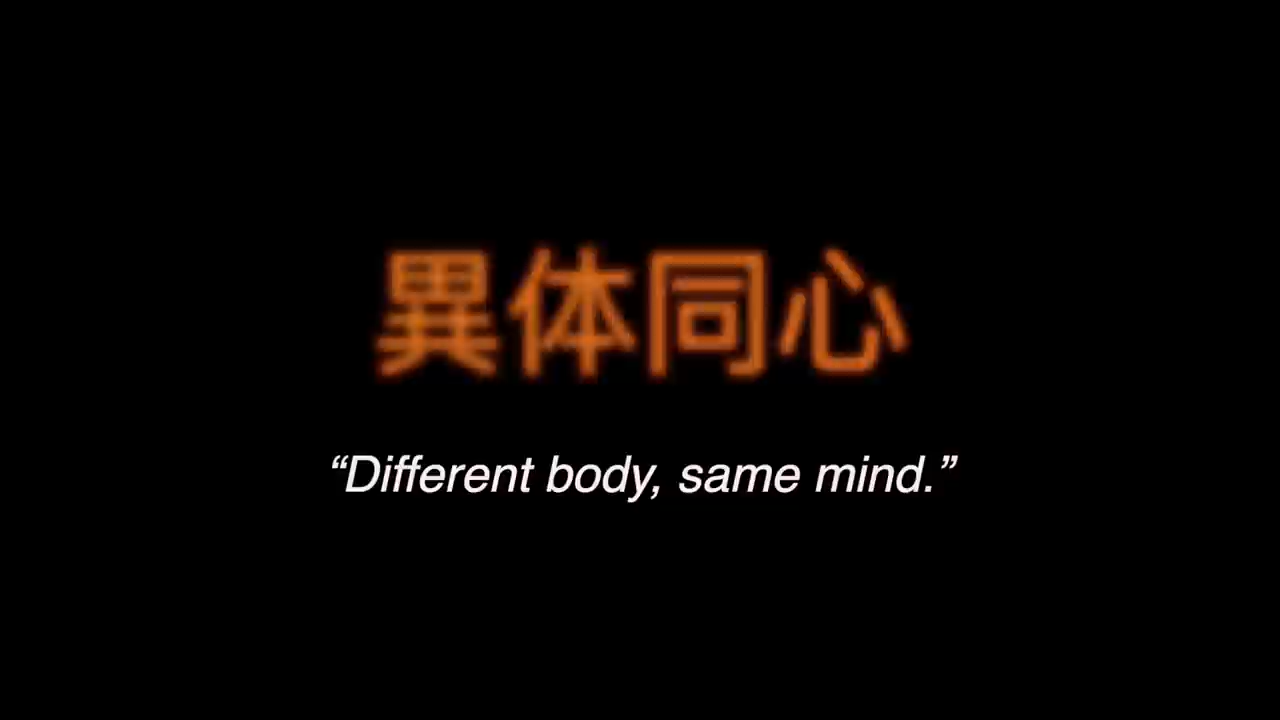 異体同心
“Different body, same mind.”